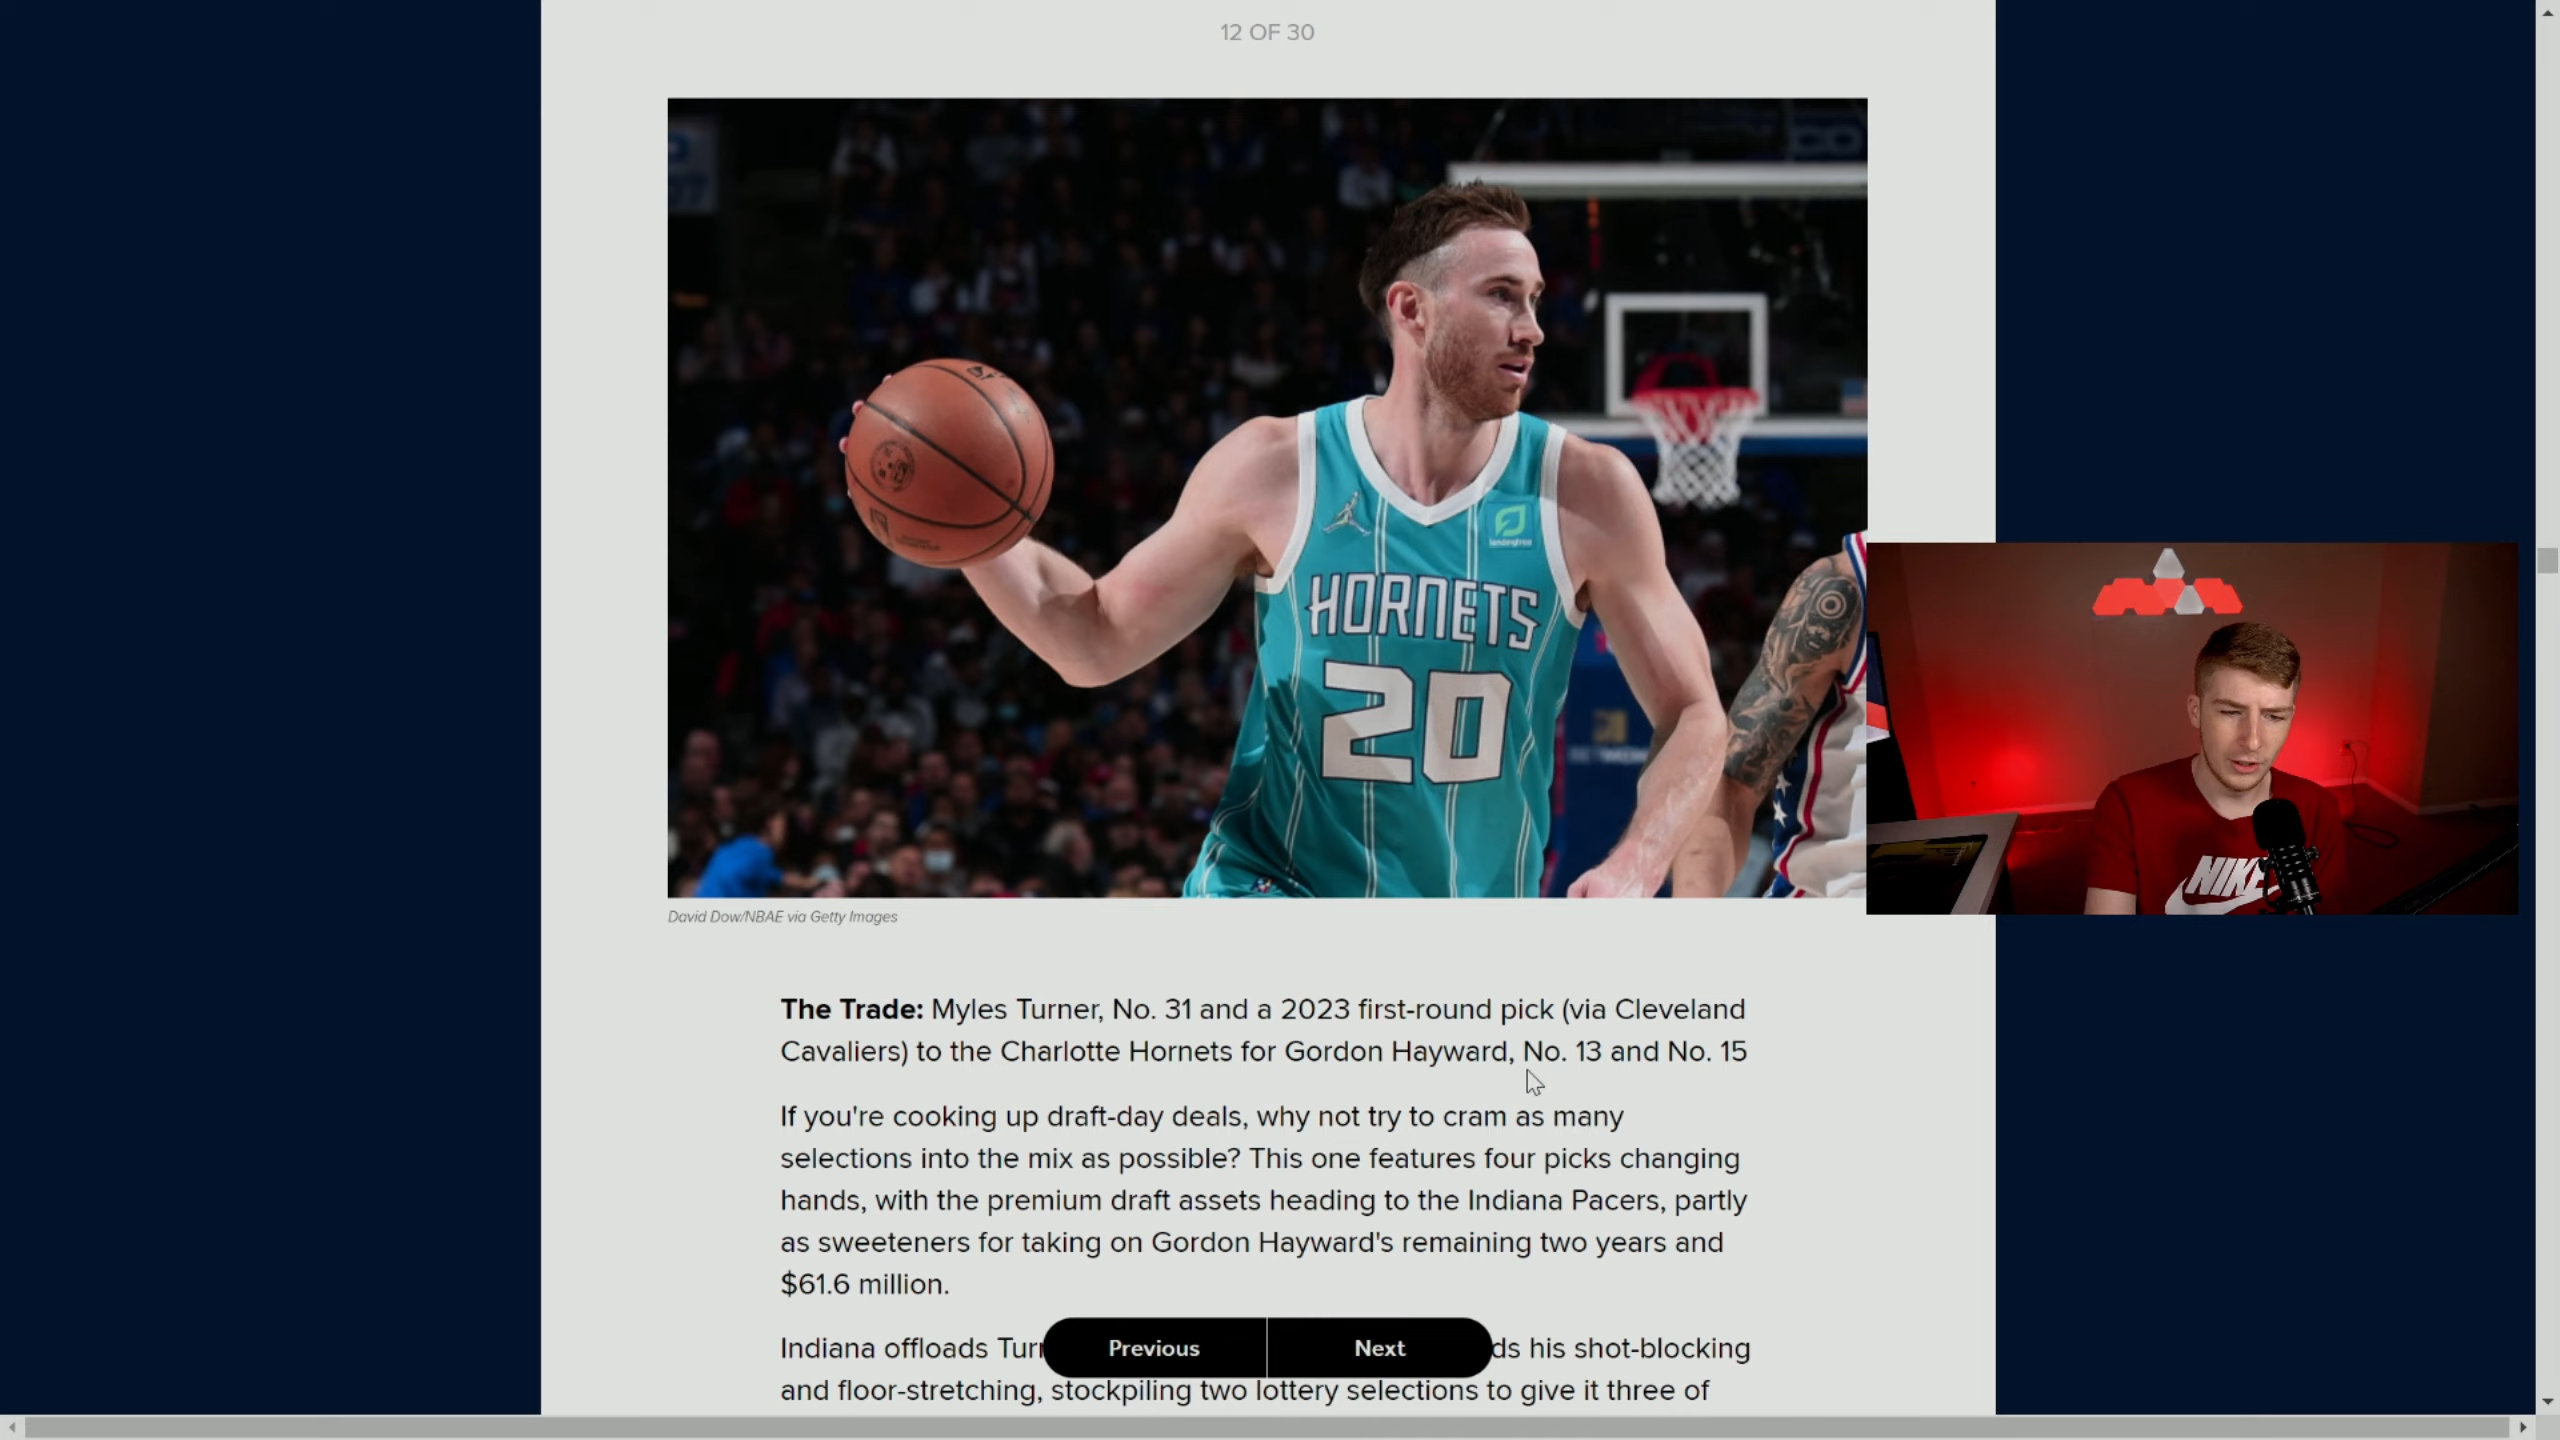 12 OF 30
lendingtree
HORNETS
20
NIKE
David Dow/NBAE via Getty Images
The Trade: Myles Turner, No. 31 and a 2023 first-round pick (via Cleveland
Cavaliers) to the Charlotte Hornets for Gordon Hayward, No. 13 and No. 15
If you're cooking up draft-day deals, why not try to cram as many
selections into the mix as possible? This one features four picks changing
hands, with the premium draft assets heading to the Indiana Pacers, partly
as sweeteners for taking on Gordon Hayward's remaining two years and
$61.6 million.
Indiana offloads ds his shot-blocking
Previous Next
and floor-stretching, stockpiling two lottery selections to give it three of